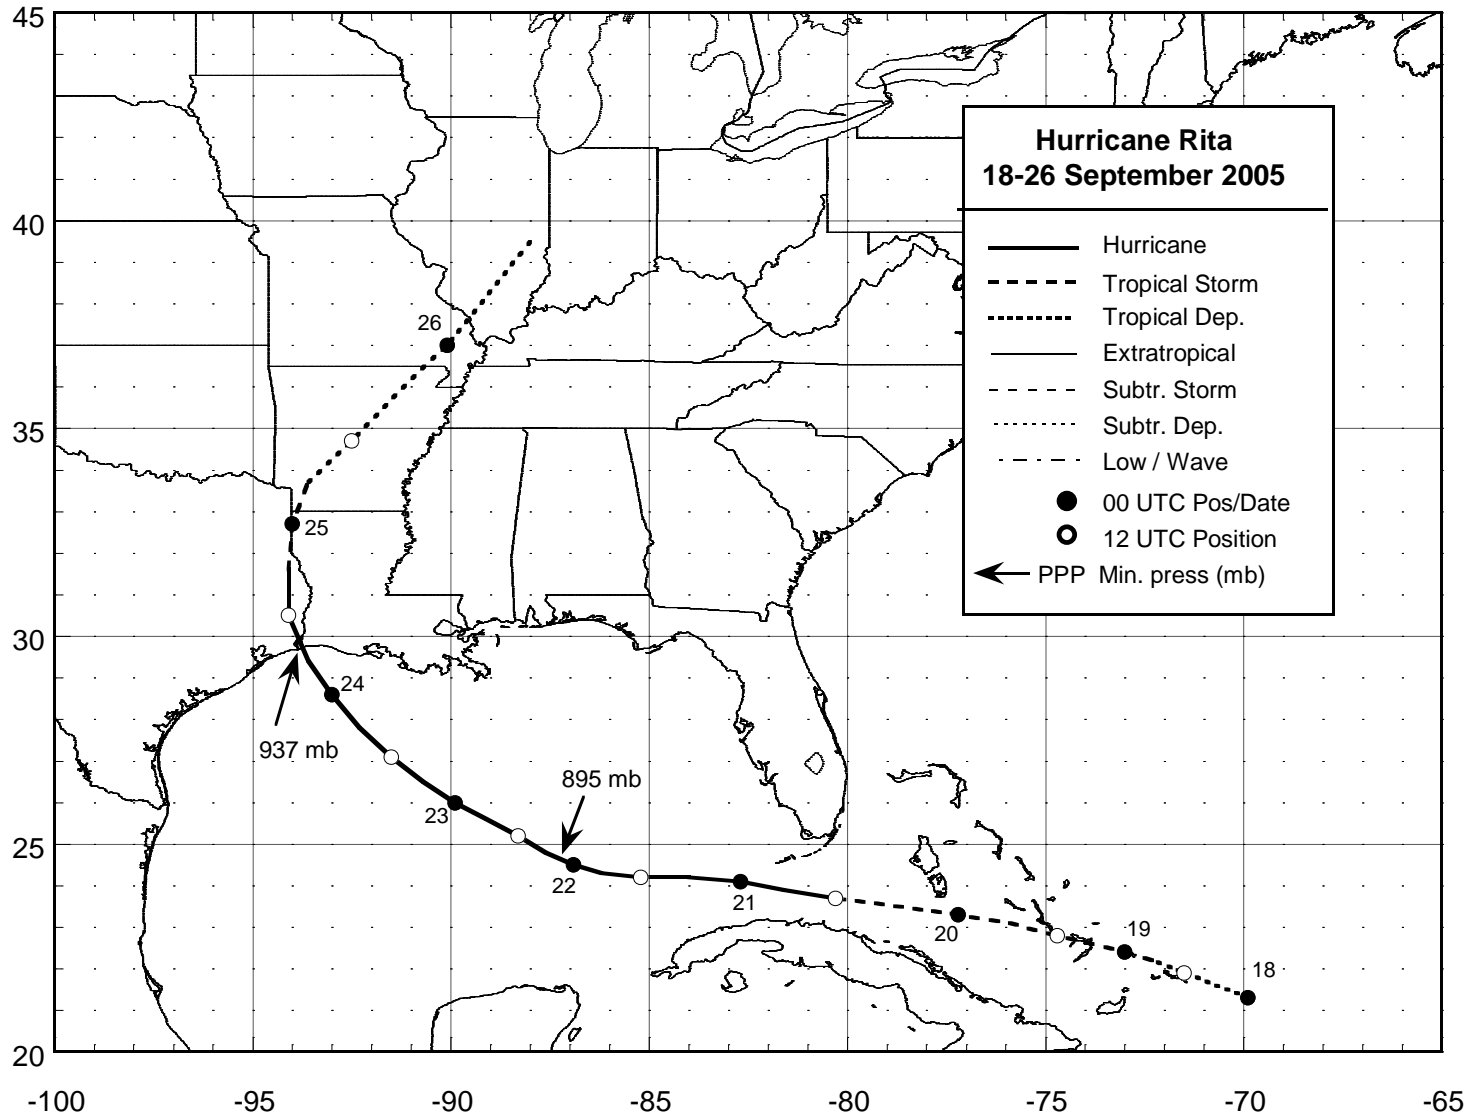 45
40
35
30
25
20
-100
-95
-90
-85
-80
-75
-70
-65
Hurricane Rita
18-26 September 2005
Hurricane
Tropical Storm
Tropical Dep.
Extratropical
Subtr. Storm
Subtr. Dep.
Low / Wave
00 UTC Pos/Date
12 UTC Position
PPP Min. press (mb)
26
25
24
937 mb
895 mb
23
22
21
20
19
18